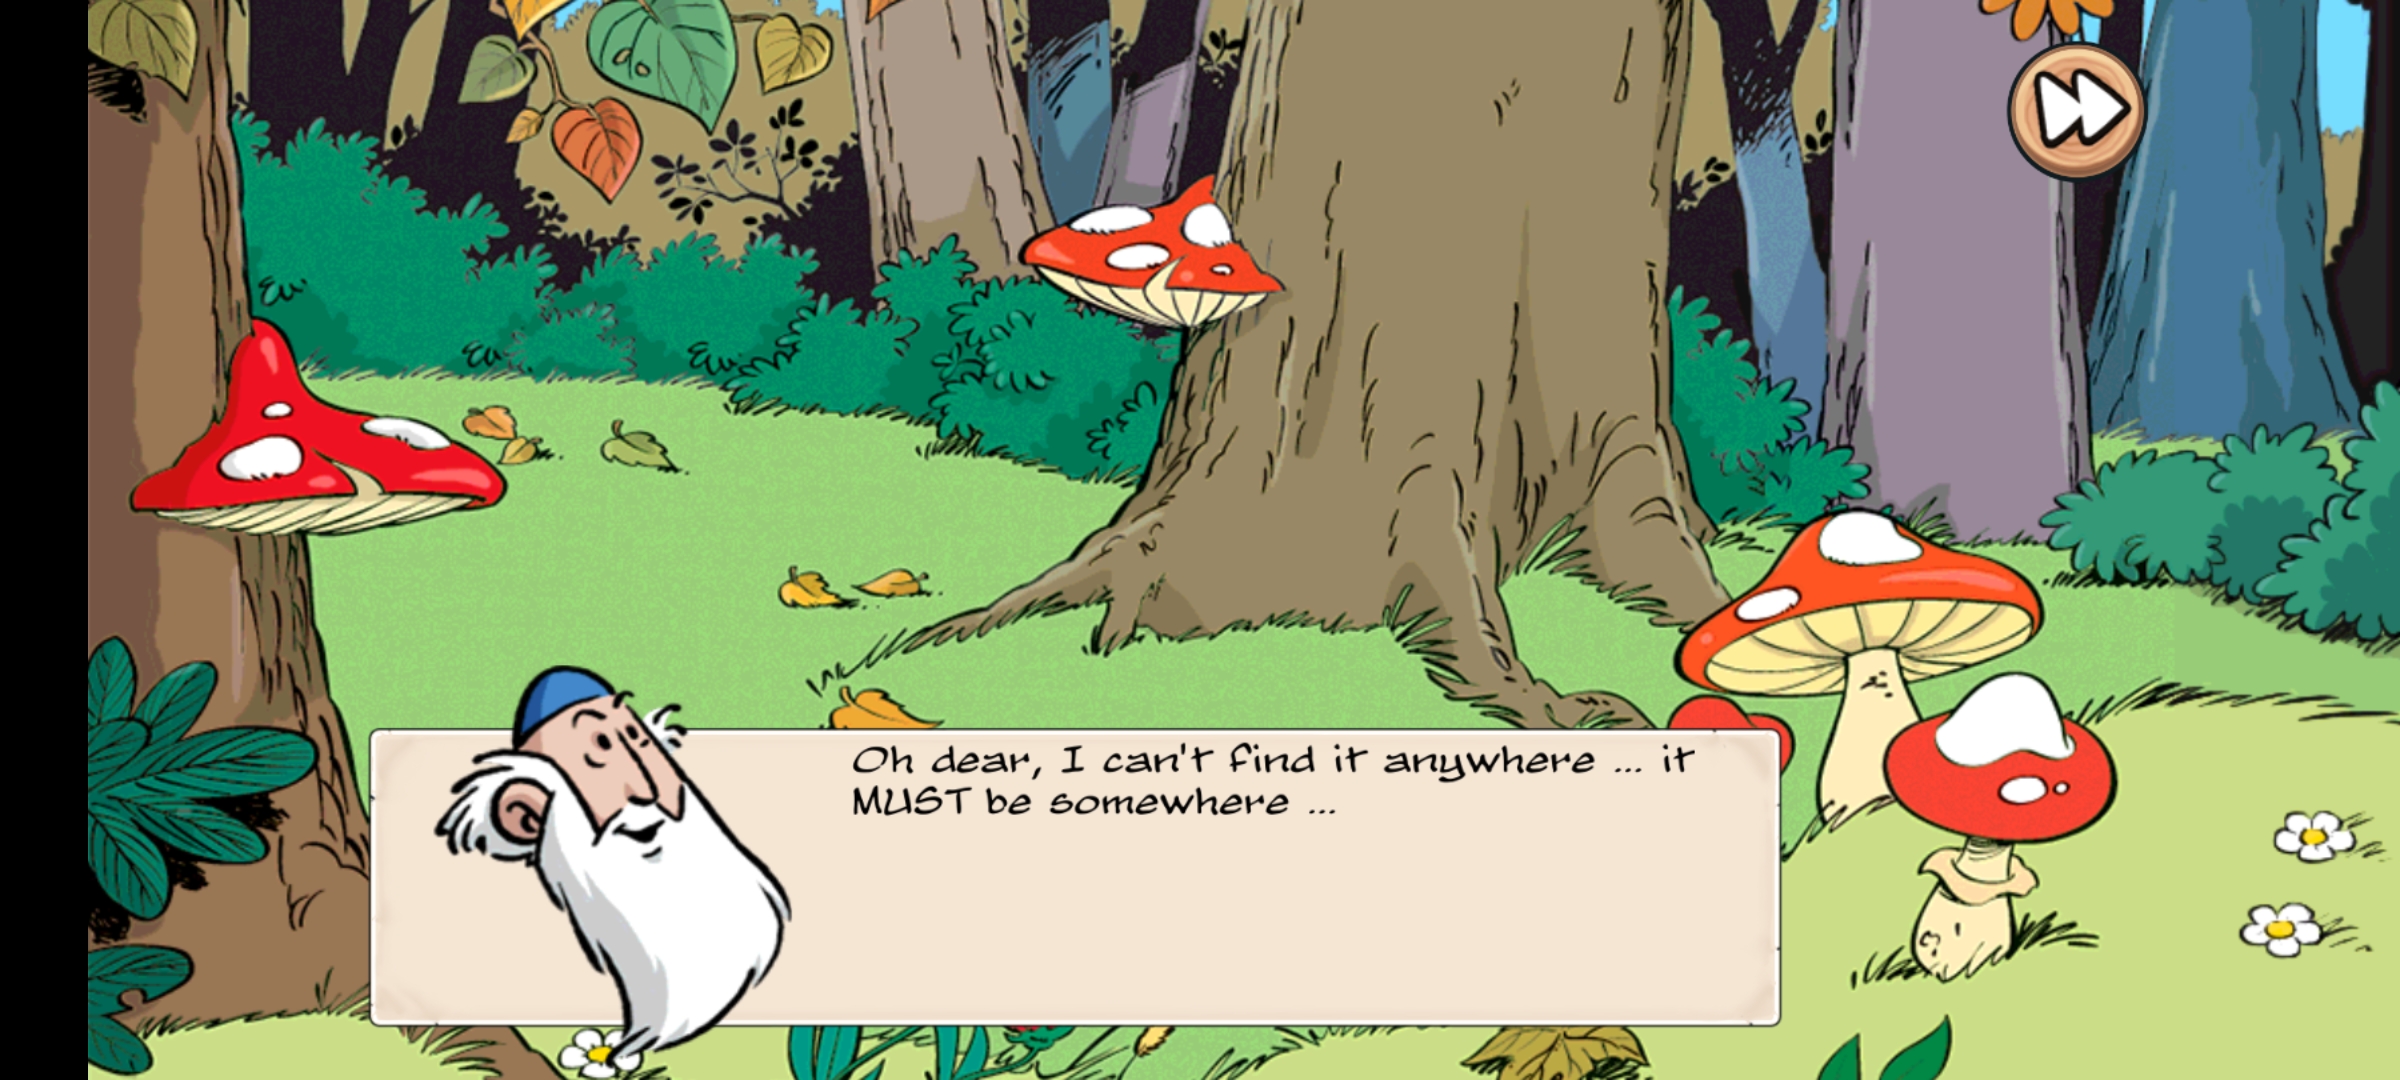 Oh dear, I can't find it anywhere ... it
MUST be somewhere ...